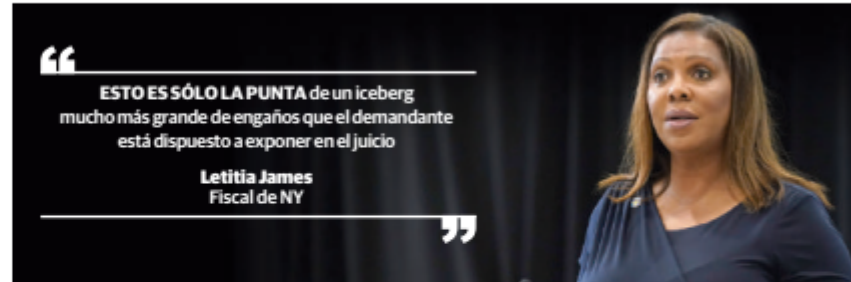 “
ESTO ES SÓLO LA PUNTA de un iceberg
mucho más grande de engaños que el demandante
está dispuesto a exponer en el juicio
Letitia James
Fiscal de NY
”